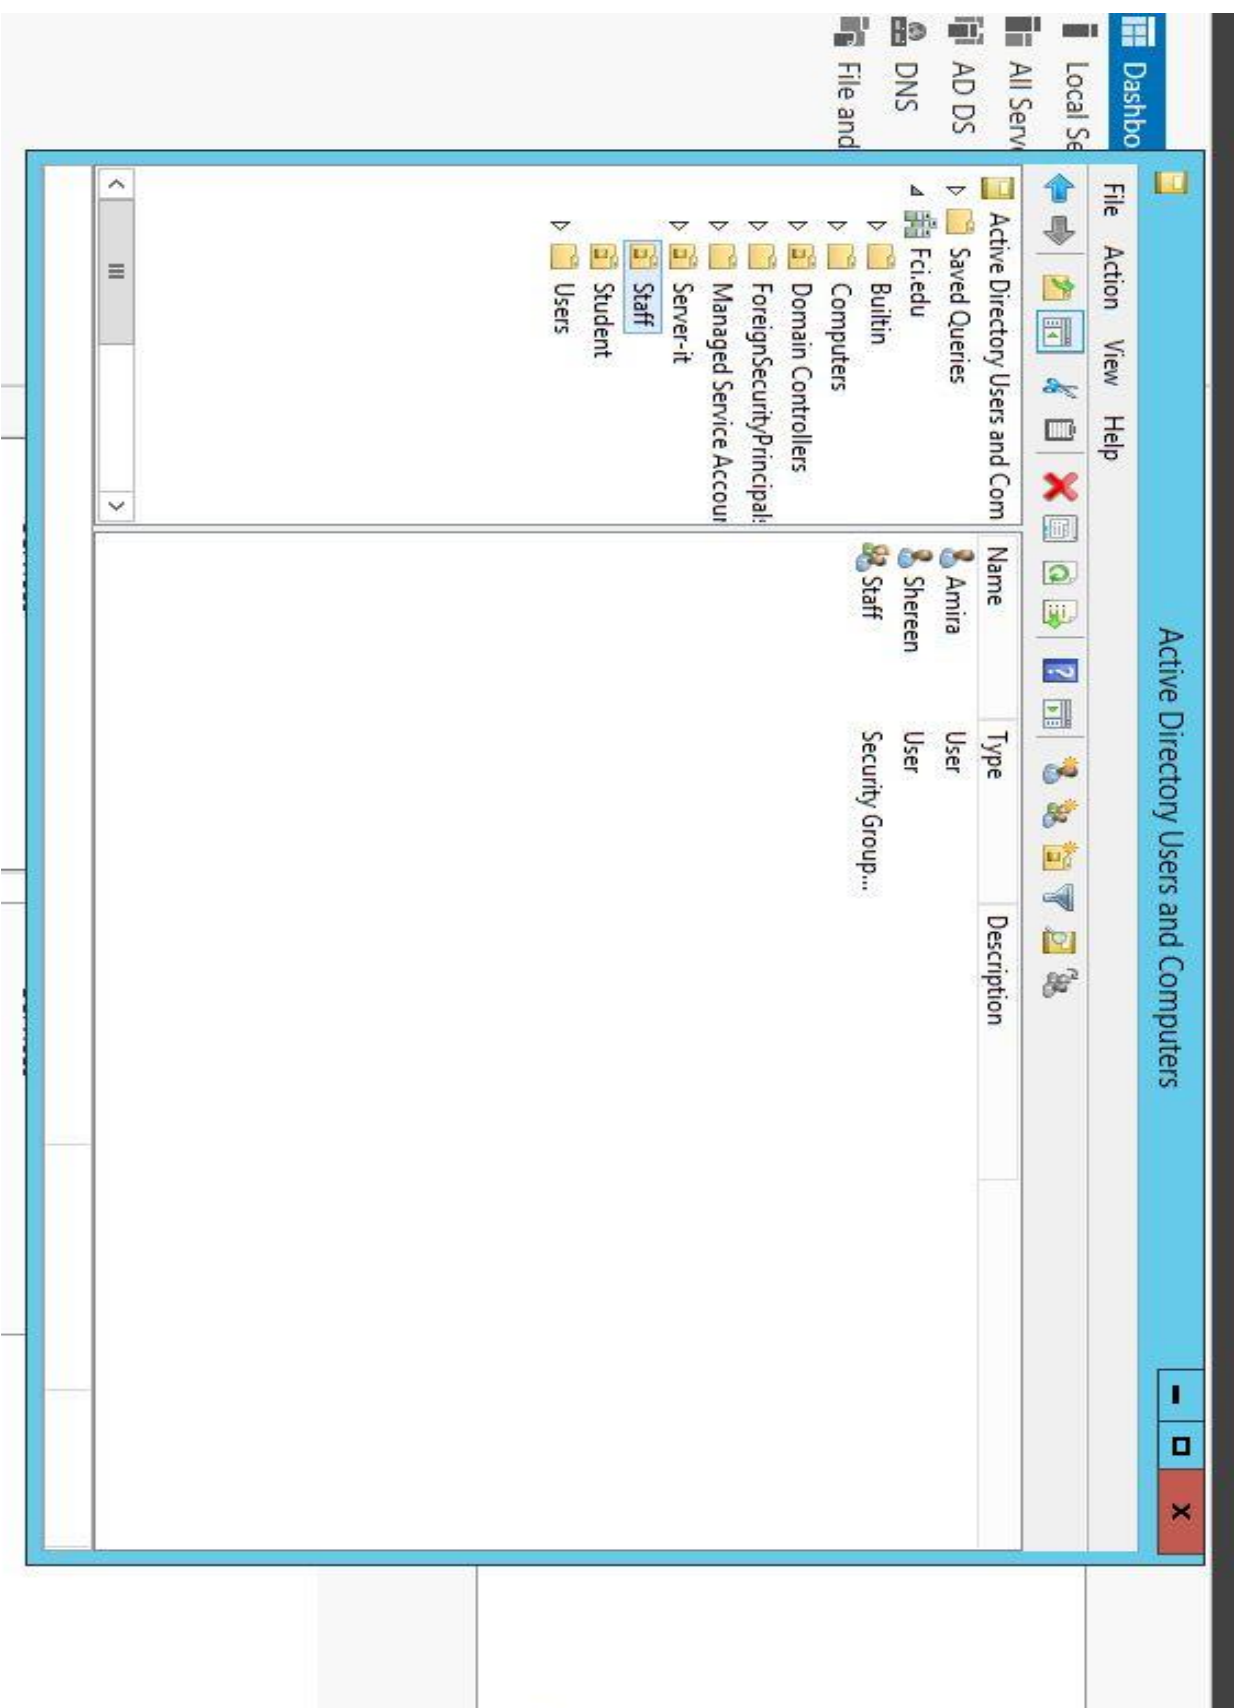 Dashbo
Local Se
All Serv
AD DS
DNS
File and
Active Directory Users and Computers
File Action View Help
Active Directory Users and Com
Saved Queries
Fci.edu
Builtin
Computers
Domain Controllers
ForeignSecurityPrincipals
Managed Service Accour
Server-it
Staff
Student
Users
Name Type Description
Amira User
Shereen User
Staff Security Group...